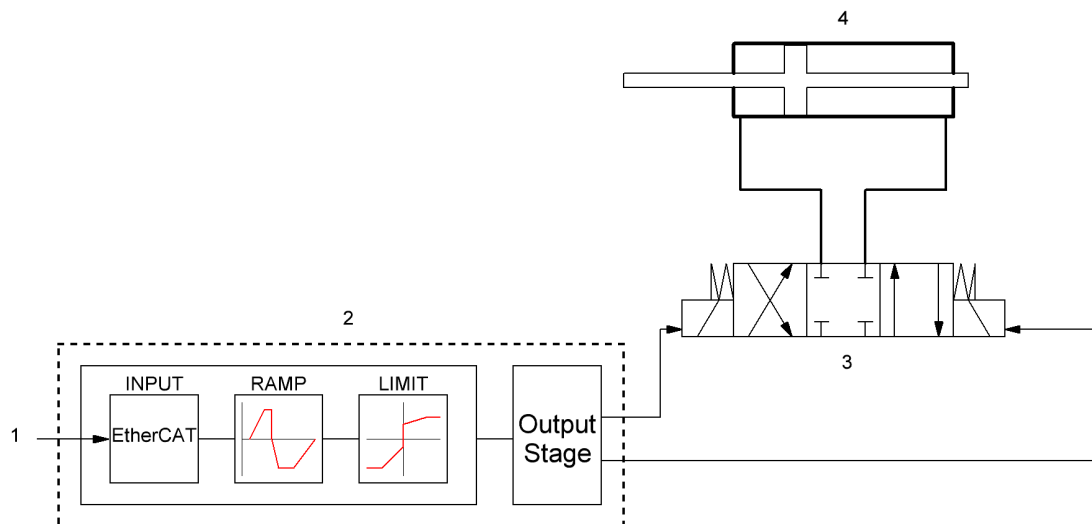 4
3
2
INPUT RAMP LIMIT
1
EtherCAT
Output
Stage